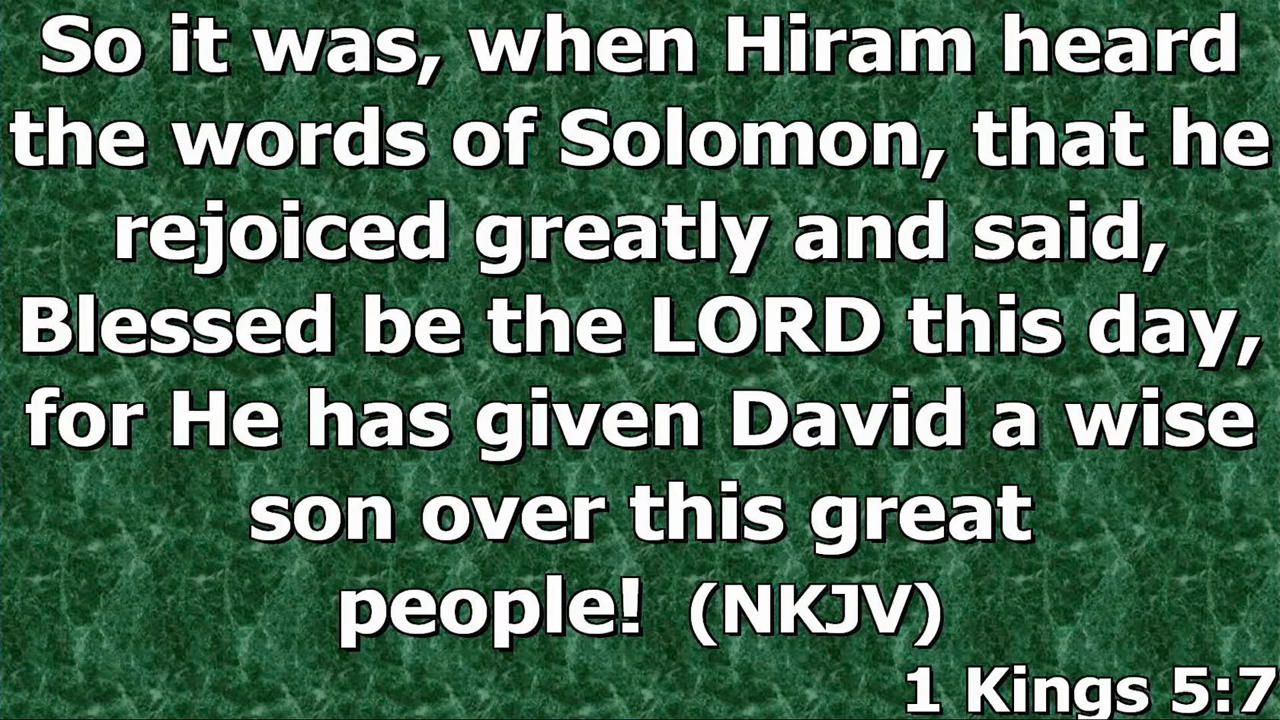 So it was, when Hiram heard
the words of Solomon, that he
rejoiced greatly and said,
Blessed be the LORD this day,
for He has given David a wise
son over this great
people! (NKJV)
1 Kings 5:7